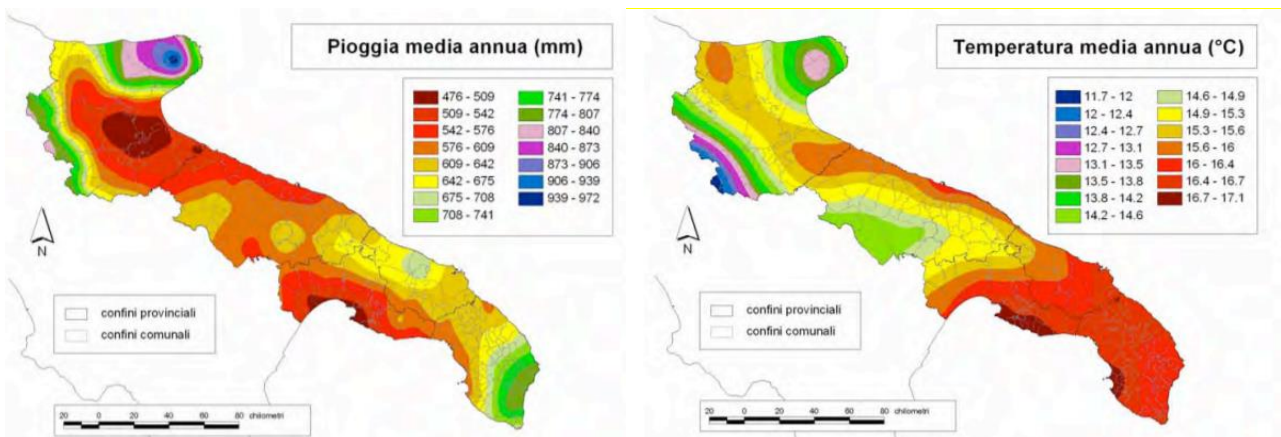 Pioggia media annua (mm)
476 - 509
509 - 542
542 - 576
576 - 609
609 - 642
642 - 675
675 - 708
708 - 741
741 - 774
774 - 807
807 - 840
840 - 873
873 - 906
906 - 939
939 - 972
N
confini provinciali
confini comunali
20 0 20 40 60 80 chilometri
Temperatura media annua (°C)
11.7 - 12
12 - 12.4
12.4 - 12.7
12.7 - 13.1
13.1 - 13.5
13.5 - 13.8
13.8 - 14.2
14.2 - 14.6
14.6 - 14.9
14.9 - 15.3
15.3 - 15.6
15.6 - 16
16 - 16.4
16.4 - 16.7
16.7 - 17.1
N
confini provinciali
confini comunali
20 0 20 40 60 80 chilometri